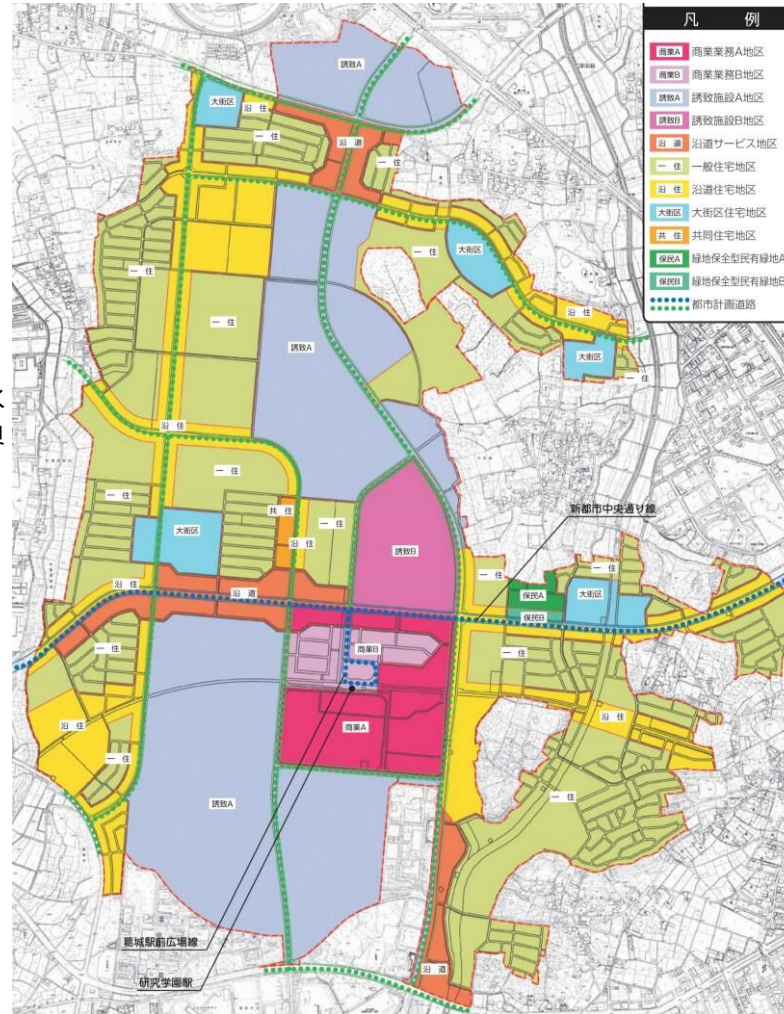 凡 例
商業A 商業業務A地区
商業B 商業業務B地区
誘致A 誘致施設A地区
誘致B 誘致施設B地区
沿 道 沿道サービス地区
一 住 一般住宅地区
沿 住 沿道住宅地区
大街区 大街区住宅地区
共 住 共同住宅地区
保民A 緑地保全型民有緑地A
保民B 緑地保全型民有緑地B
都市計画道路
誘致A
大街区
沿 住
一 住
沿 道
一 住
一 住
大街区
一 住
沿 住
一 住
誘致A
大街区
一 住
沿 住
一 住
一 住
共 住
一 住
大街区
沿 住
誘致B
新都市中央通り線
一 住
一 住
沿 住
沿 道
保民A
保民B
大街区
一 住
商業B
一 住
沿 住
沿 住
商業A
一 住
誘致A
一 住
葛城駅前広場線
研究学園駅
沿 道